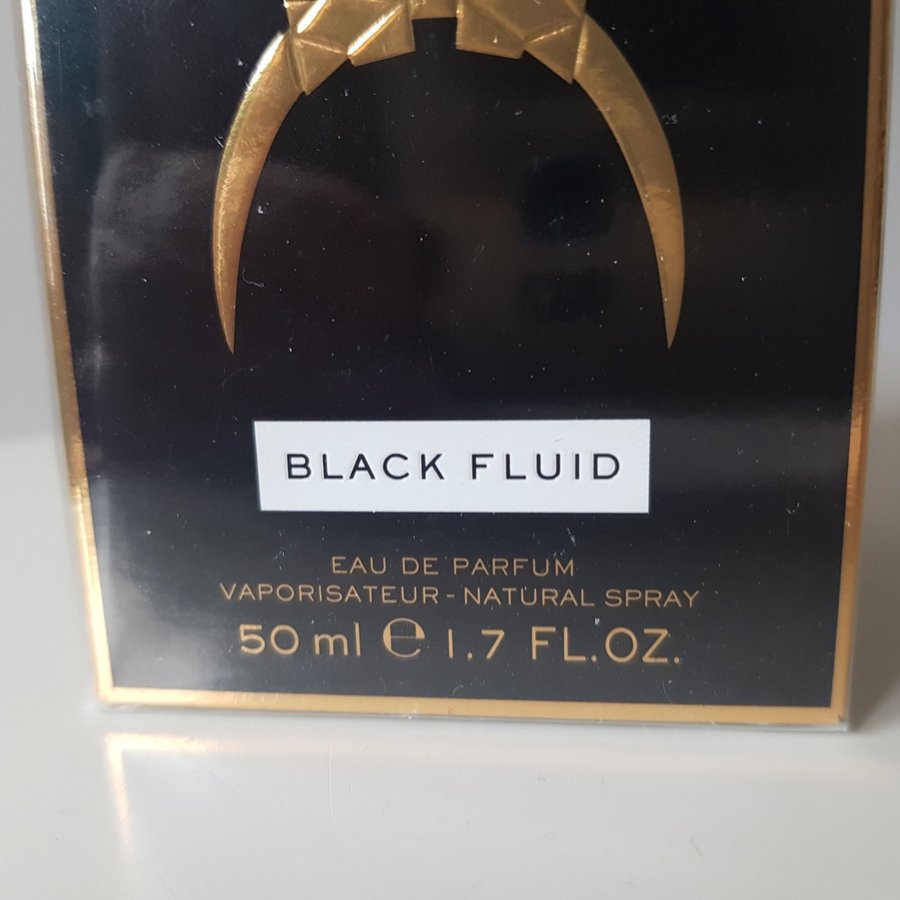 BLACK FLUID
EAU DE PARFUM
VAPORISATEUR - NATURAL SPRAY
50 ml ℮ 1.7 FL.OZ.